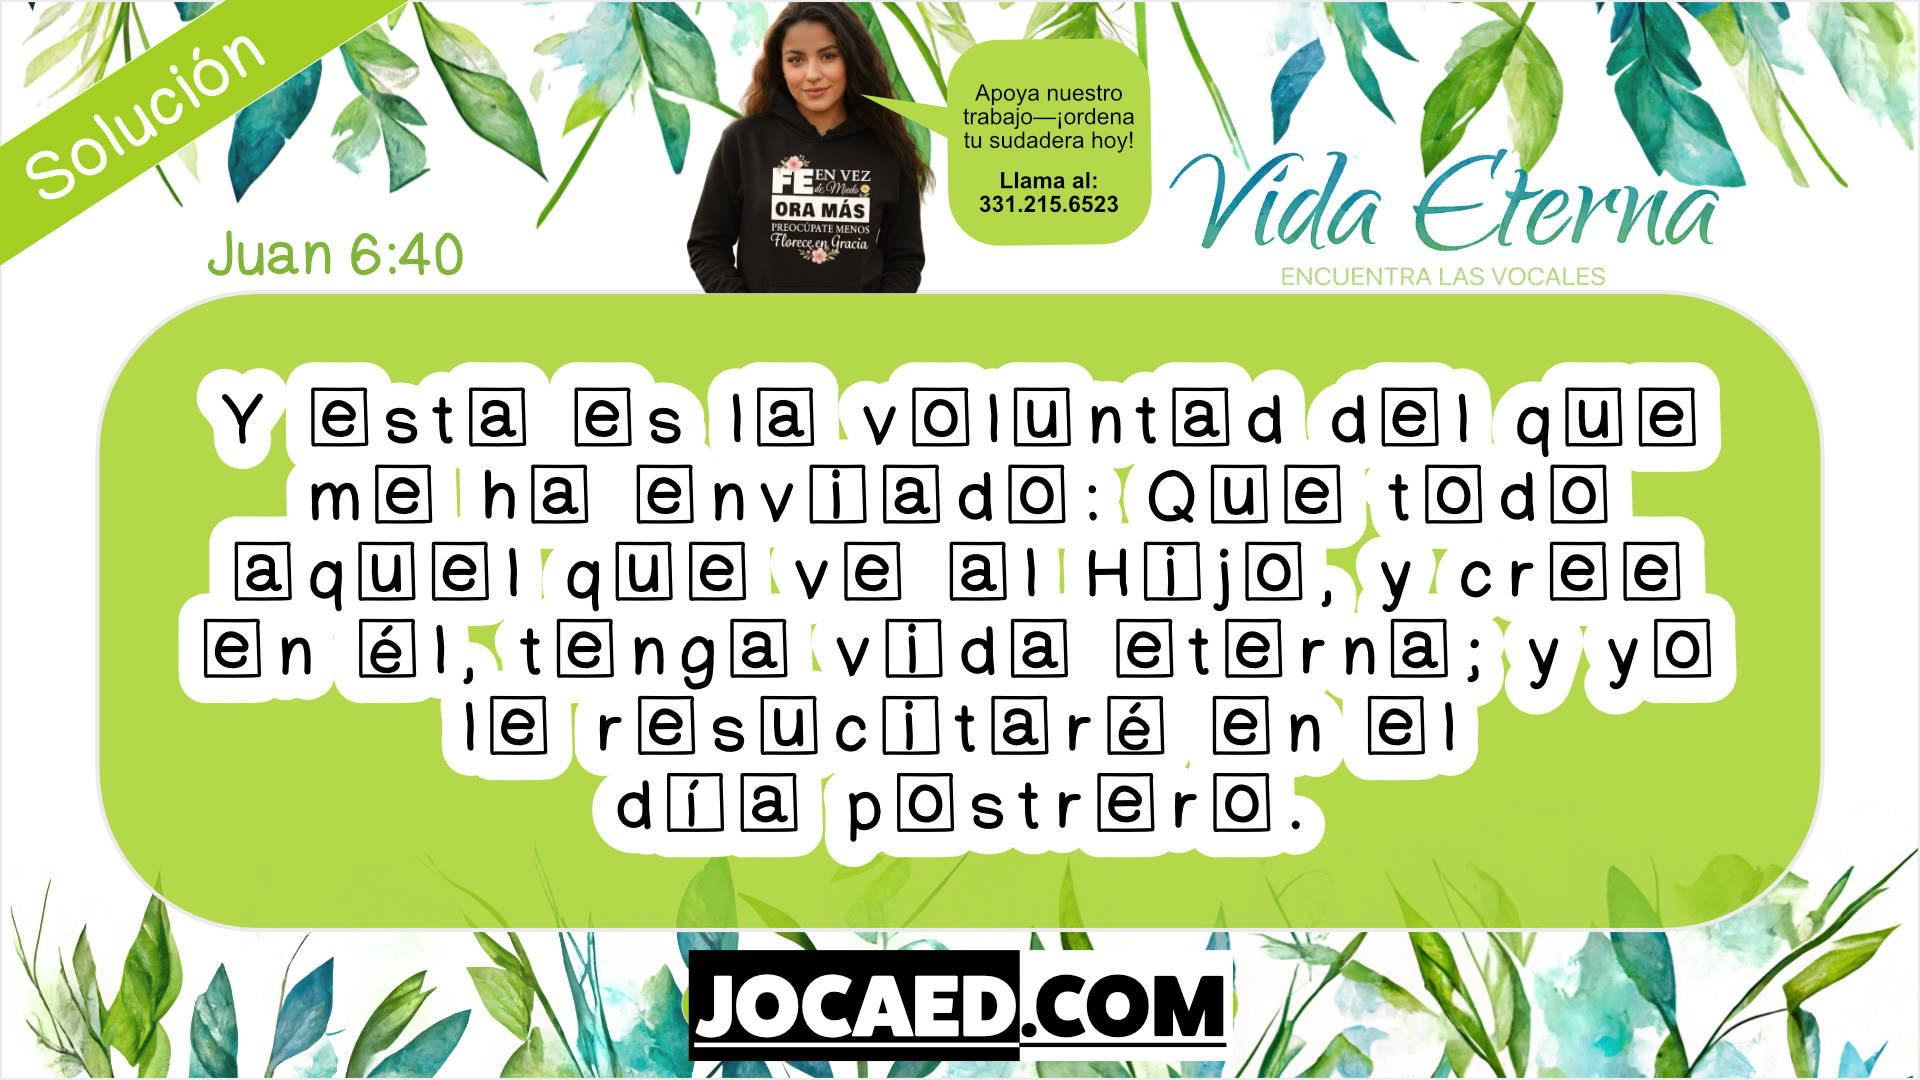 Solución
Juan 6:40
FE EN VEZ
de Miedo
ORA MÁS
PREOCÚPATE MENOS
Florece en Gracia
Apoya nuestro
trabajo—¡ordena
tu sudadera hoy!
Llama al:
331.215.6523
Vida Eterna
ENCUENTRA LAS VOCALES
Y esta es la voluntad del que
me ha enviado: Que todo
aquel que ve al Hijo, y cree
en él, tenga vida eterna; y yo
le resucitaré en el
día postrero.
JOCAED.COM